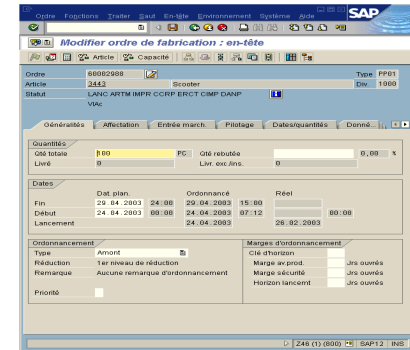 Ordre Fonctions Traiter Saut En-tête Environnement Système Aide
SAP
Modifier ordre de fabrication : en-tête
Article Capacité
Ordre 60002988 Type PP01
Article 3443 Scooter Div. 1000
Statut LANC ARTM IMPR CCRP ERCT CIMP DANP
VIAc
Généralités Affectation Entrée march. Pilotage Dates/quantités Donné...
Quantités
Qté totale 100 PC Qté rebutée 0,00 %
Livré 0 Livr. exc./ins. 0
Dates
Dat. plan. Ordonnancé Réel
Fin 29.04.2003 24:00 29.04.2003 15:00
Début 24.04.2003 00:00 24.04.2003 07:12 00:00
Lancement 24.04.2003 26.02.2003
Ordonnancement Marges d'ordonnancement
Type Amont Clé d'horizon
Réduction 1er niveau de réduction Marge av.prod. Jrs ouvrés
Remarque Aucune remarque d'ordonnancement Marge sécurité Jrs ouvrés
Horizon lancemt Jrs ouvrés
Priorité
Z46 (1) (800) SAP12 INS